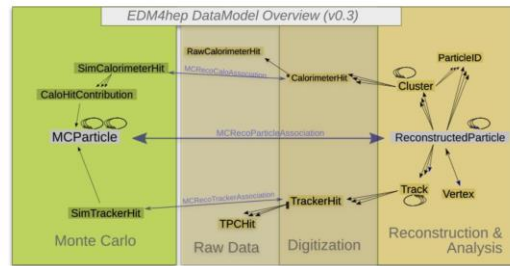 EDM4hep DataModel Overview (v0.3)
RawCalorimeterHit
ParticleID
SimCalorimeterHit
MCRecoCaloAssociation
CalorimeterHit
Cluster
CaloHitContribution
MCParticle
MCRecoParticleAssociation
ReconstructedParticle
MCRecoTrackerAssociation
Track
Vertex
SimTrackerHit
TrackerHit
TPCHit
Monte Carlo
Raw Data
Digitization
Reconstruction &
Analysis